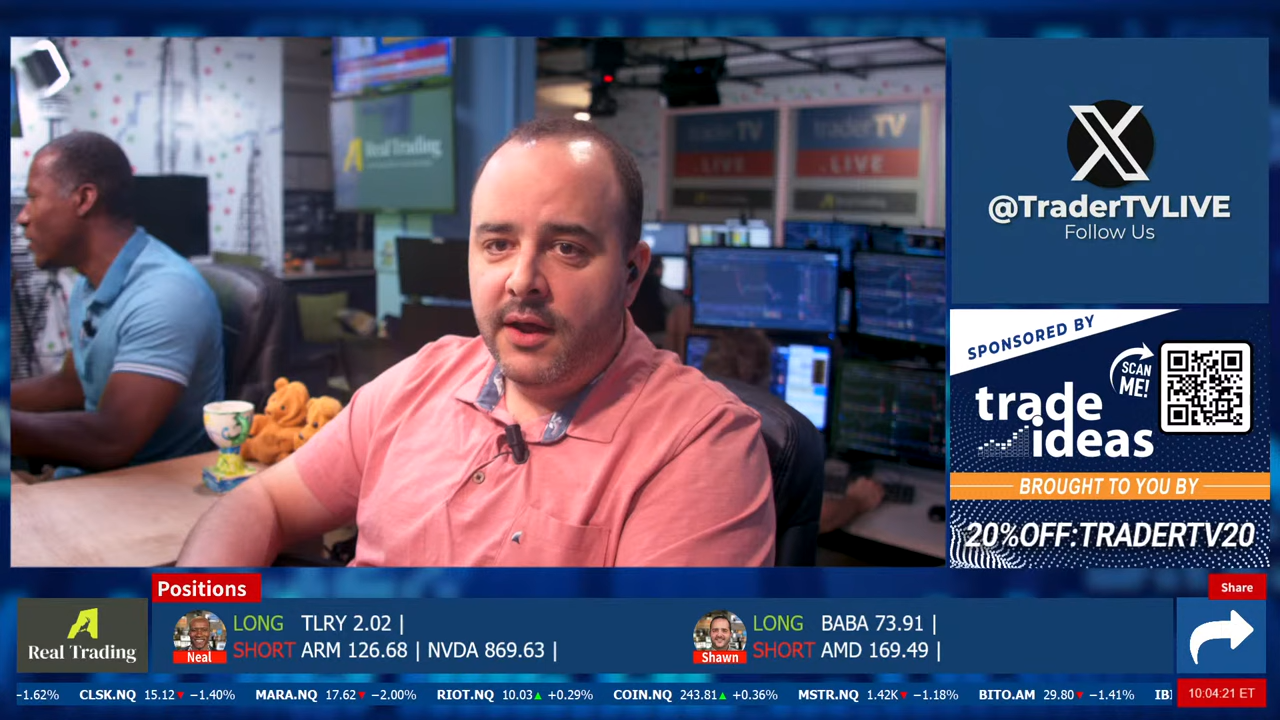 Real Trading
traderTV
.LIVE
traderTV
.LIVE
@TraderTVLIVE
Follow Us
SPONSORED BY
SCAN
ME!
trade
ideas
BROUGHT TO YOU BY
20%OFF:TRADERTV20
Positions
Share
Real Trading
Neal
LONG TLRY 2.02 |
SHORT ARM 126.68 | NVDA 869.63 |
Shawn
LONG BABA 73.91 |
SHORT AMD 169.49 |
-1.62% CLSK.NQ 15.12▼ -1.40% MARA.NQ 17.62▼ -2.00% RIOT.NQ 10.03▲ +0.29% COIN.NQ 243.81▲ +0.36% MSTR.NQ 1.42K▼ -1.18% BITO.AM 29.80▼ -1.41% IBI
10:04:21 ET